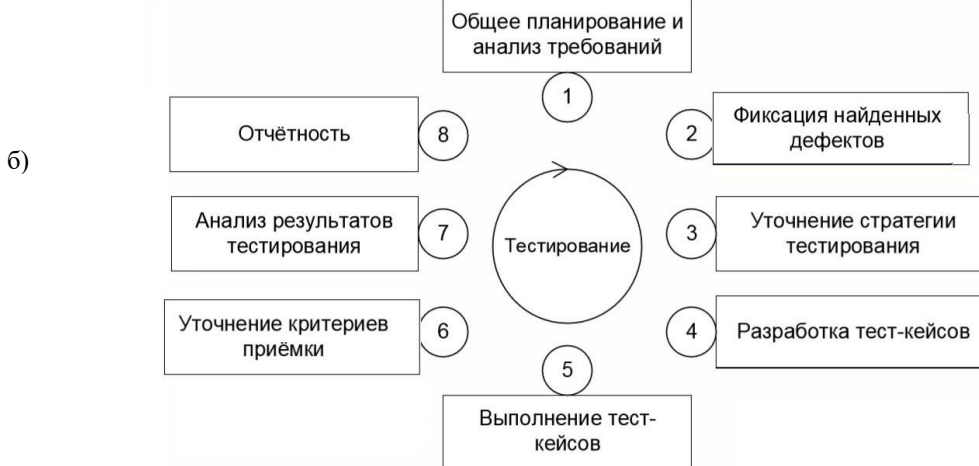 б)
Общее планирование и
анализ требований
1
2
Фиксация найденных
дефектов
3
Уточнение стратегии
тестирования
4
Разработка тест-кейсов
5
Выполнение тест-
кейсов
6
Уточнение критериев
приёмки
7
Анализ результатов
тестирования
8
Отчётность
Тестирование